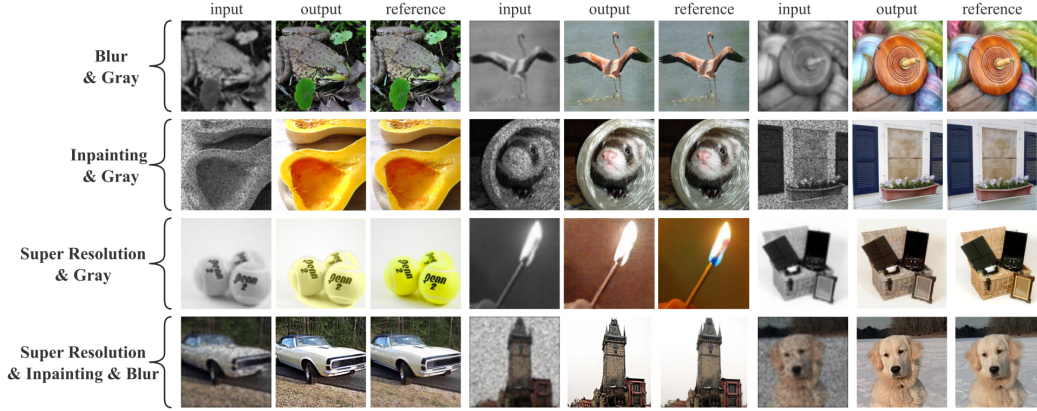 input output reference input output reference input output reference
Blur
& Gray
Inpainting
& Gray
Super Resolution
& Gray
penn
2
penn
2
penn
2
Super Resolution
& Inpainting & Blur